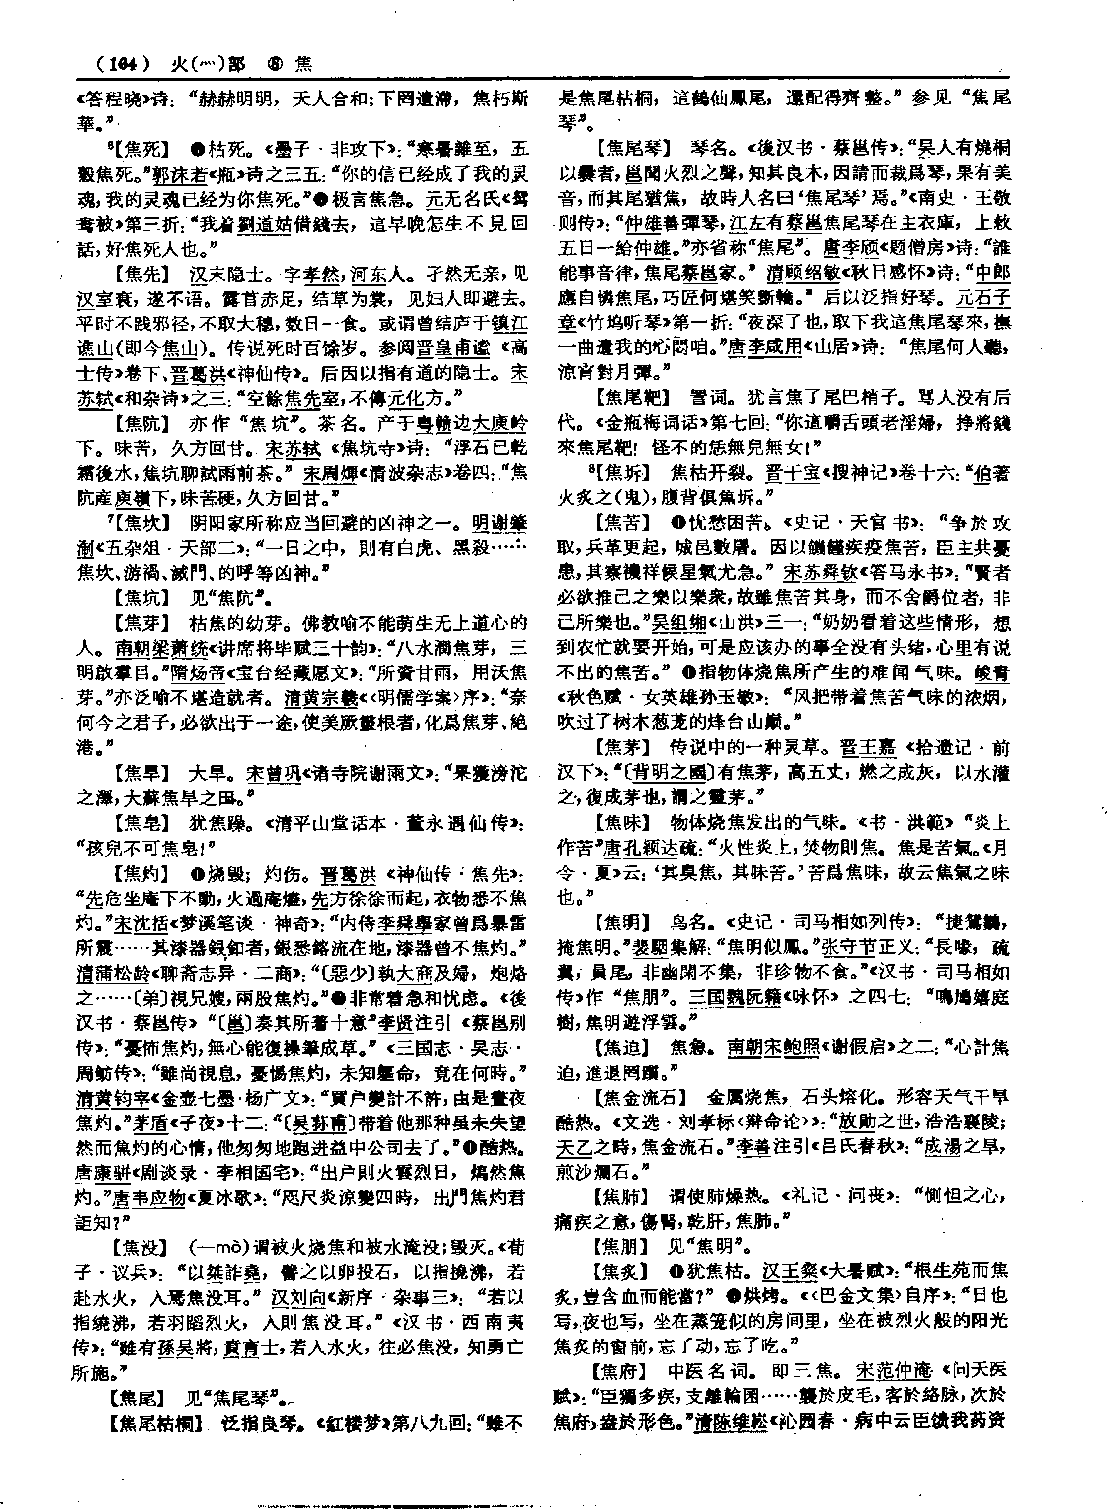 (164) 火(灬)部 ⑧ 焦
《答程晓》诗：“赫赫明明，天人合和；下罔遺滯，焦朽斯
華。”
⁶【焦死】 ❶枯死。《墨子·非攻下》：“寒暑雜至，五
穀焦死。”郭沫若《瓶》诗之三五：“你的信已经成了我的灵
魂，我的灵魂已经为你焦死。”❷极言焦急。元无名氏《鸳
鸯被》第三折：“我着劉道姑借錢去，這早晚怎生不見回
話，好焦死人也。”
【焦先】 汉末隐士。字孝然，河东人。孑然无亲，见
汉室衰，遂不语。露首赤足，结草为裳，见妇人即避去。
平时不践邪径，不取大穗，数日一食。或谓曾结庐于镇江
谯山(即今焦山)。传说死时百馀岁。参阅晋皇甫谧《高
士传》卷下、晋葛洪《神仙传》。后因以指有道的隐士。宋
苏轼《和杂诗》之三：“空餘焦先室，不傳元化方。”
【焦阬】 亦作“焦坑”。茶名。产于粤赣边大庾岭
下。味苦，久方回甘。宋苏轼《焦坑寺》诗：“浮石已乾
霜後水，焦坑聊試雨前茶。”宋周煇《清波杂志》卷四：“焦
阬産庾嶺下，味苦硬，久方回甘。”
⁷【焦坎】 阴阳家所称应当回避的凶神之一。明谢肇
淛《五杂俎·天部二》：“一日之中，則有白虎、黑殺……
焦坎、游禍、滅門、的呼等凶神。”
【焦坑】 见“焦阬”。
【焦芽】 枯焦的幼芽。佛教喻不能萌生无上道心的
人。南朝梁萧统《讲席将毕赋三十韵》：“八水潤焦芽，三
明啟羣目。”隋炀帝《宝台经藏愿文》：“所資甘雨，用沃焦
芽。”亦泛喻不堪造就者。清黄宗羲《〈明儒学案〉序》：“奈
何今之君子，必欲出于一途，使美厥靈根者，化爲焦芽、絶
港。”
【焦旱】 大旱。宋曾巩《诸寺院谢雨文》：“果獲滂沱
之澤，大蘇焦旱之田。”
【焦皂】 犹焦躁。《清平山堂话本·董永遇仙传》：
“孩兒不可焦皂！”
【焦灼】 ❶烧毁；灼伤。晋葛洪《神仙传·焦先》：
“先危坐庵下不動，火過庵燼，先方徐徐而起，衣物悉不焦
灼。”宋沈括《梦溪笔谈·神奇》：“内侍李舜舉家曾爲暴雷
所震……其漆器銀釦者，銀悉鎔流在地，漆器曾不焦灼。”
清蒲松龄《聊斋志异·二商》：“〔惡少〕執大商及婦，炮烙
之……〔弟〕視兄嫂，兩股焦灼。”❷非常着急和忧虑。《後
汉书·蔡邕传》“〔邕〕奏其所著十意”李贤注引《蔡邕别
传》：“憂怖焦灼，無心能復操筆成草。”《三国志·吴志·
周鲂传》：“雖尚視息，憂惕焦灼，未知軀命，竟在何時。”
清黄钧宰《金壶七墨·杨广文》：“賈戶變計不許，由是晝夜
焦灼。”茅盾《子夜》十二：“〔吴荪甫〕带着他那种虽未失望
然而焦灼的心情，他匆匆地跑进益中公司去了。”❸酷热。
唐康骈《剧谈录·李相国宅》：“出户則火雲烈日，熇然焦
灼。”唐韦应物《夏冰歌》：“咫尺炎涼變四時，出門焦灼君
詎知？”
【焦没】 (—mò)谓被火烧焦和被水淹没；毁灭。《荀
子·议兵》：“以桀詐堯，譬之以卵投石，以指撓沸，若
赴水火，入焉焦没耳。”汉刘向《新序·杂事三》：“若以
指繞沸，若羽蹈烈火，入則焦没耳。”《汉书·西南夷
传》：“雖有孫吴將，賁育士，若入水火，往必焦没，知勇亡
所施。”
【焦尾】 见“焦尾琴”。
【焦尾枯桐】 泛指良琴。《红楼梦》第八九回：“雖不
是焦尾枯桐，這鶴仙鳳尾，還配得齊整。”参见“焦尾
琴”。
【焦尾琴】 琴名。《後汉书·蔡邕传》：“吴人有燒桐
以爨者，邕聞火烈之聲，知其良木，因請而裁爲琴，果有美
音，而其尾猶焦，故時人名曰‘焦尾琴’焉。”《南史·王敬
则传》：“仲雄善彈琴，江左有蔡邕焦尾琴在主衣庫，上敕
五日一給仲雄。”亦省称“焦尾”。唐李颀《题僧房》诗：“誰
能事音律，焦尾蔡邕家。”清顾绍敏《秋日感怀》诗：“中郎
應自憐焦尾，巧匠何堪笑斲輪。”后以泛指好琴。元石子
章《竹坞听琴》第一折：“夜深了也，取下我這焦尾琴來，撫
一曲遣我的心悶咱。”唐李咸用《山居》诗：“焦尾何人聽，
涼宵對月彈。”
【焦尾靶】 詈词。犹言焦了尾巴梢子。骂人没有后
代。《金瓶梅词话》第七回：“你這嚼舌頭老淫婦，挣將錢
來焦尾靶！怪不的恁無兒無女！”
⁸【焦坼】 焦枯开裂。晋干宝《搜神记》卷十六：“伯著
火炙之(鬼)，腹背俱焦坼。”
【焦苦】 ❶忧愁困苦。《史记·天官书》：“争於攻
取，兵革更起，城邑數屠。因以饑饉疾疫焦苦，臣主共憂
患，其察禨祥候星氣尤急。”宋苏舜钦《答马永书》：“賢者
必欲推己之樂以樂衆，故雖焦苦其身，而不舍爵位者，非
己所樂也。”吴组缃《山洪》三一：“奶奶看着这些情形，想
到农忙就要开始，可是应该办的事全没有头绪，心里有说
不出的焦苦。”❷指物体烧焦所产生的难闻气味。峻青
《秋色赋·女英雄孙玉敏》：“风把带着焦苦气味的浓烟，
吹过了树木葱茏的烽台山巅。”
【焦茅】 传说中的一种灵草。晋王嘉《拾遗记·前
汉下》：“〔背明之國〕有焦茅，高五丈，燃之成灰，以水灌
之，復成茅也，謂之靈茅。”
【焦味】 物体烧焦发出的气味。《书·洪範》“炎上
作苦”唐孔颖达疏：“火性炎上，焚物則焦。焦是苦氣。《月
令·夏》云：‘其臭焦，其味苦。’苦爲焦味，故云焦氣之味
也。”
【焦明】 鸟名。《史记·司马相如列传》：“捷鴛鶵，
掩焦明。”裴駰集解：“焦明似鳳。”张守节正义：“長喙，疏
翼，員尾，非幽閑不集，非珍物不食。”《汉书·司马相如
传》作“焦朋”。三国魏阮籍《咏怀》之四七：“鳴鳩嬉庭
樹，焦明遊浮雲。”
【焦迫】 焦急。南朝宋鲍照《谢假启》之二：“心計焦
迫，進退罔躓。”
【焦金流石】 金属烧焦，石头熔化。形容天气干旱
酷热。《文选·刘孝标〈辩命论〉》：“放勛之世，浩浩襄陵；
天乙之時，焦金流石。”李善注引《吕氏春秋》：“成湯之旱，
煎沙爛石。”
【焦肺】 谓使肺燥热。《礼记·问丧》：“惻怛之心，
痛疾之意，傷腎，乾肝，焦肺。”
【焦朋】 见“焦明”。
【焦炙】 ❶犹焦枯。汉王粲《大暑赋》：“根生苑而焦
炙，豈含血而能當？”❷烘烤。《〈巴金文集〉自序》：“日也
写，夜也写，坐在蒸笼似的房间里，坐在被烈火般的阳光
焦炙的窗前，忘了动，忘了吃。”
【焦府】 中医名词。即三焦。宋范仲淹《问天医
赋》：“臣獨多疾，支離輪囷……襲於皮毛，客於絡脉，次於
焦府，盎於形色。”清陈维崧《沁园春·病中云臣馈我药资